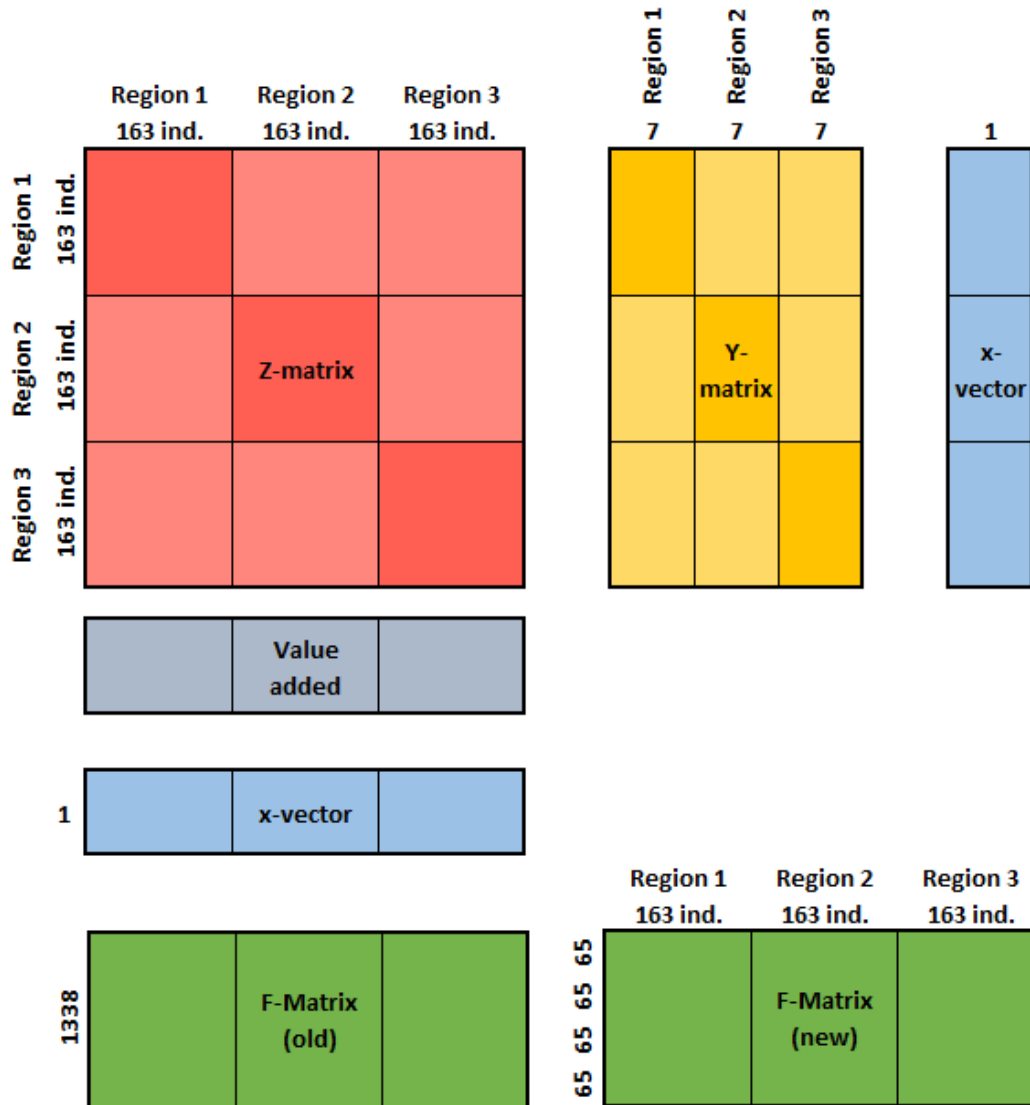 Region 1
Region 2
Region 3
163 ind.
163 ind.
163 ind.
Region 1
Region 2
Region 3
7
7
7
1
Region 1
163 ind.
Region 2
163 ind.
Region 3
163 ind.
Z-matrix
Y-
matrix
x-
vector
Value
added
1
x-vector
Region 1
Region 2
Region 3
163 ind.
163 ind.
163 ind.
1338
F-Matrix
(old)
65
65
65
65
F-Matrix
(new)